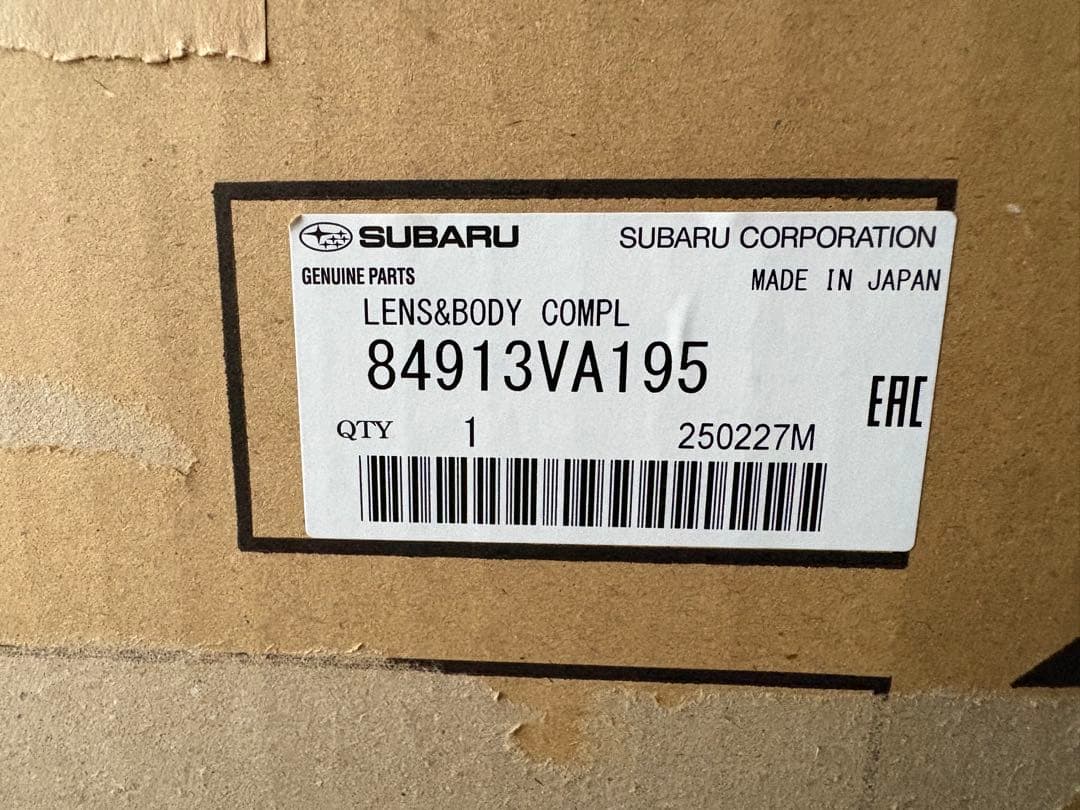 SUBARU SUBARU CORPORATION
GENUINE PARTS MADE IN JAPAN
LENS&BODY COMPL
84913VA195
EAC
QTY 1 250227M